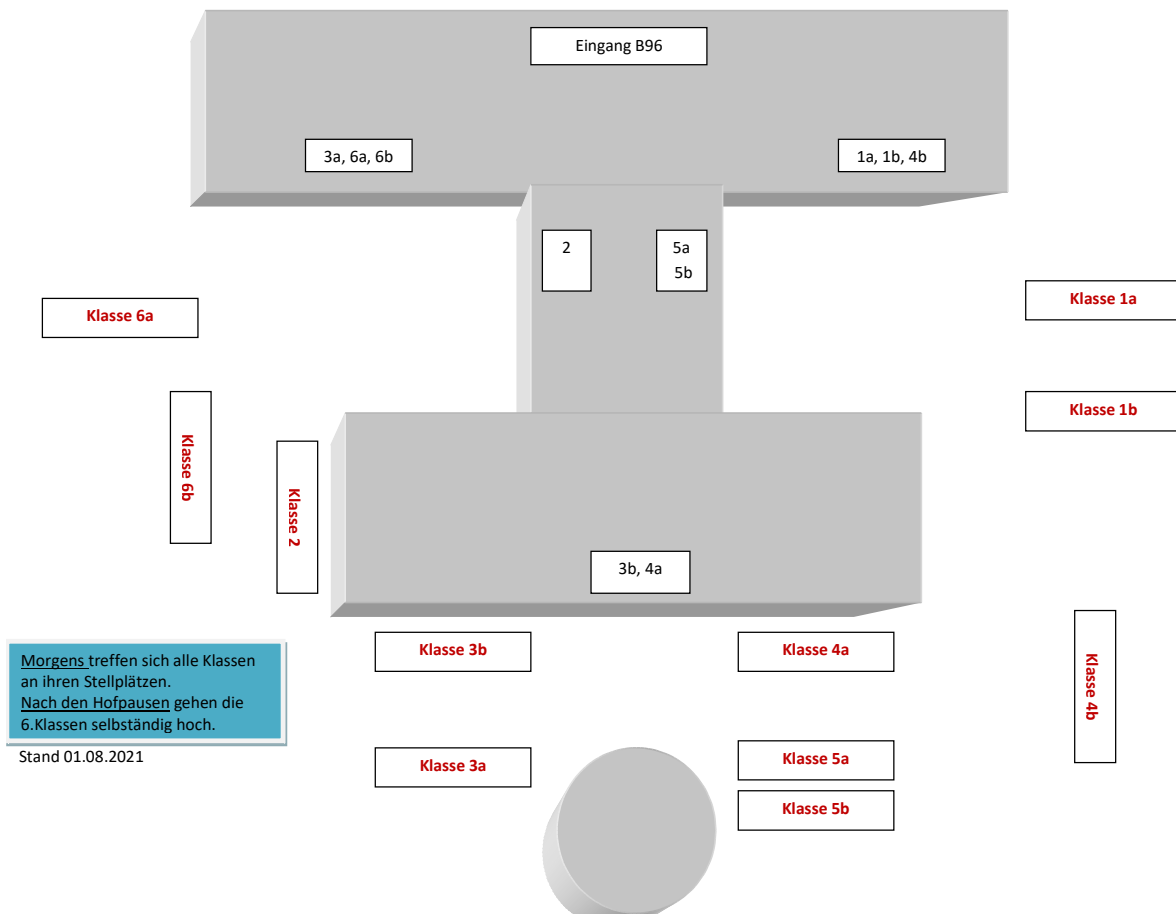 Eingang B96
3a, 6a, 6b
1a, 1b, 4b
2
5a
5b
Klasse 6a
Klasse 1a
Klasse 6b
Klasse 2
Klasse 1b
3b, 4a
Klasse 3b
Klasse 4a
Klasse 4b
Morgens treffen sich alle Klassen
an ihren Stellplätzen.
Nach den Hofpausen gehen die
6.Klassen selbständig hoch.
Stand 01.08.2021
Klasse 3a
Klasse 5a
Klasse 5b